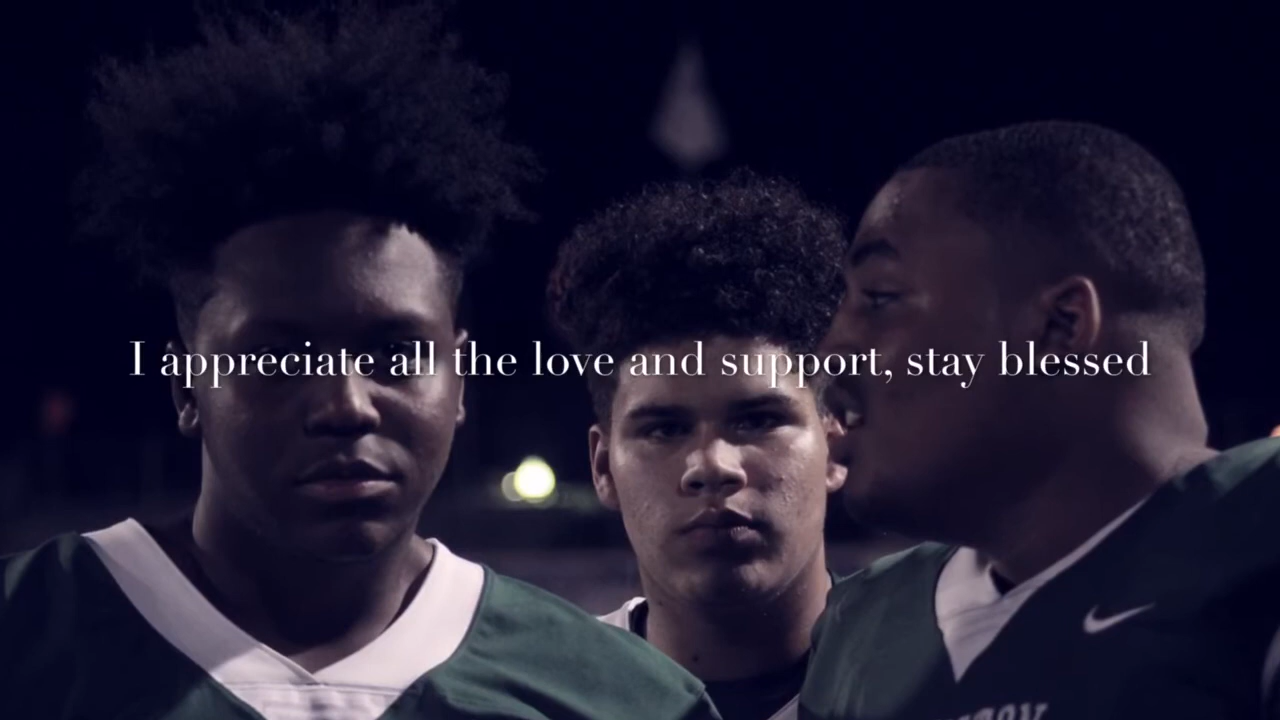 I appreciate all the love and support, stay blessed